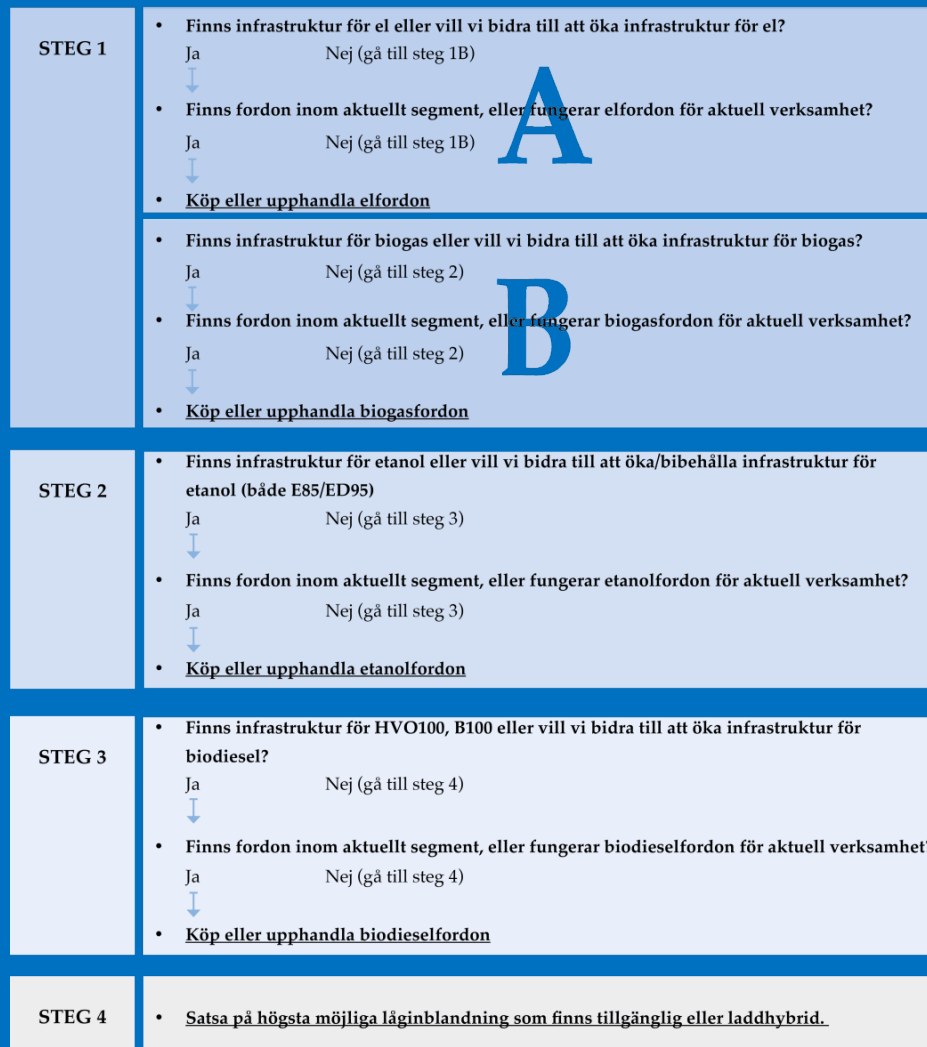 STEG 1
• Finns infrastruktur för el eller vill vi bidra till att öka infrastruktur för el?
Ja Nej (gå till steg 1B)
• Finns fordon inom aktuellt segment, eller fungerar elfordon för aktuell verksamhet?
Ja Nej (gå till steg 1B)
• Köp eller upphandla elfordon
A
• Finns infrastruktur för biogas eller vill vi bidra till att öka infrastruktur för biogas?
Ja Nej (gå till steg 2)
• Finns fordon inom aktuellt segment, eller fungerar biogasfordon för aktuell verksamhet?
Ja Nej (gå till steg 2)
• Köp eller upphandla biogasfordon
B
STEG 2
• Finns infrastruktur för etanol eller vill vi bidra till att öka/bibehålla infrastruktur för
etanol (både E85/ED95)
Ja Nej (gå till steg 3)
• Finns fordon inom aktuellt segment, eller fungerar etanolfordon för aktuell verksamhet?
Ja Nej (gå till steg 3)
• Köp eller upphandla etanolfordon
STEG 3
• Finns infrastruktur för HVO100, B100 eller vill vi bidra till att öka infrastruktur för
biodiesel?
Ja Nej (gå till steg 4)
• Finns fordon inom aktuellt segment, eller fungerar biodieselfordon för aktuell verksamhet?
Ja Nej (gå till steg 4)
• Köp eller upphandla biodieselfordon
STEG 4
• Satsa på högsta möjliga låginblandning som finns tillgänglig eller laddhybrid.